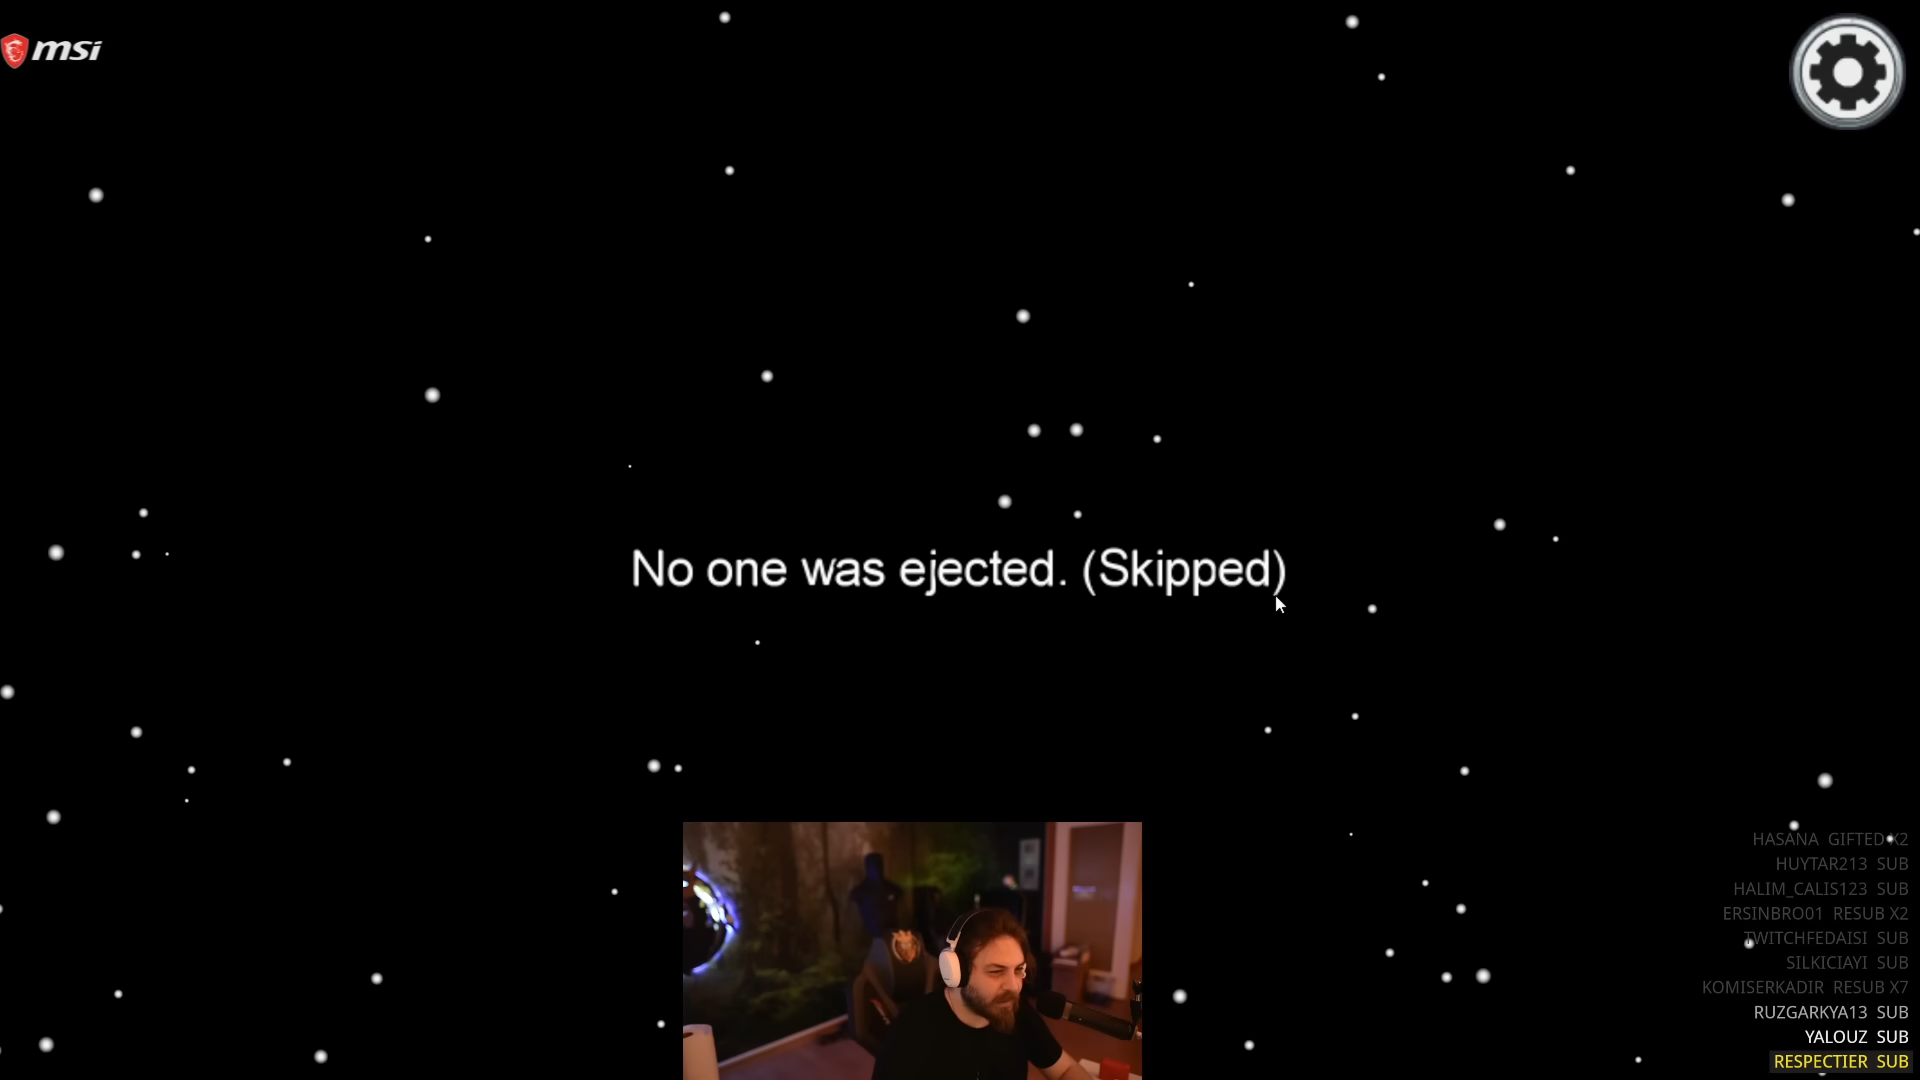 msi
No one was ejected. (Skipped)
HASANA GIFTED X2
HUYTAR213 SUB
HALIM_CALIS123 SUB
ERSINBRO01 RESUB X2
TWITCHFEDAISI SUB
SILKICIAYI SUB
KOMISERKADIR RESUB X7
RUZGARKYA13 SUB
YALOUZ SUB
RESPECTIER SUB